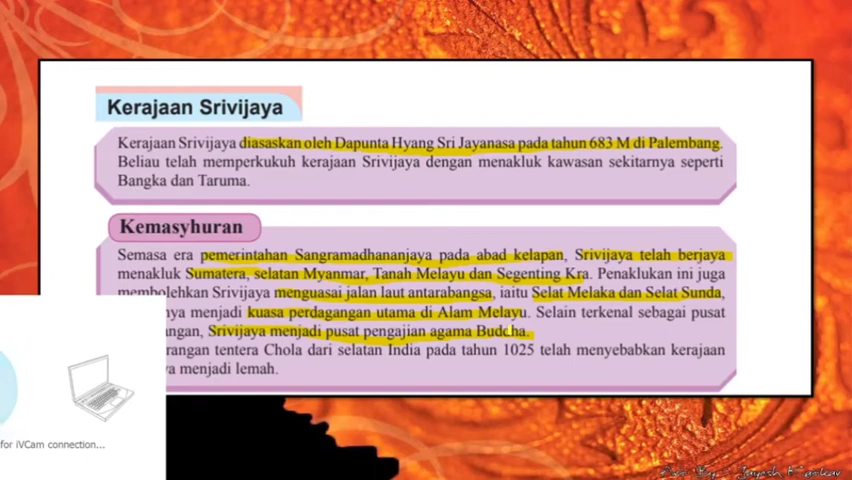 Kerajaan Srivijaya
Kerajaan Srivijaya diasaskan oleh Dapunta Hyang Sri Jayanasa pada tahun 683 M di Palembang.
Beliau telah memperkukuh kerajaan Srivijaya dengan menakluk kawasan sekitarnya seperti
Bangka dan Taruma.
Kemasyhuran
Semasa era pemerintahan Sangramadhananjaya pada abad kelapan, Srivijaya telah berjaya
menakluk Sumatera, selatan Myanmar, Tanah Melayu dan Segenting Kra. Penaklukan ini juga
membolehkan Srivijaya menguasai jalan laut antarabangsa, iaitu Selat Melaka dan Selat Sunda,
nya menjadi kuasa perdagangan utama di Alam Melayu. Selain terkenal sebagai pusat
angan, Srivijaya menjadi pusat pengajian agama Buddha.
rangan tentera Chola dari selatan India pada tahun 1025 telah menyebabkan kerajaan
ya menjadi lemah.
for iVCam connection...